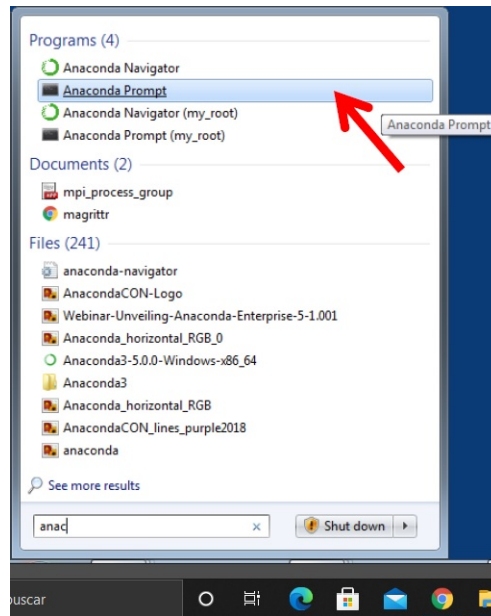 Programs (4)
Anaconda Navigator
Anaconda Prompt
Anaconda Navigator (my_root)
Anaconda Prompt
Anaconda Prompt (my_root)
Documents (2)
mpi_process_group
magrittr
Files (241)
anaconda-navigator
AnacondaCON-Logo
Webinar-Unveiling-Anaconda-Enterprise-5-1.001
Anaconda_horizontal_RGB_0
Anaconda3-5.0.0-Windows-x86_64
Anaconda3
Anaconda_horizontal_RGB
AnacondaCON_lines_purple2018
anaconda
See more results
anac Shut down